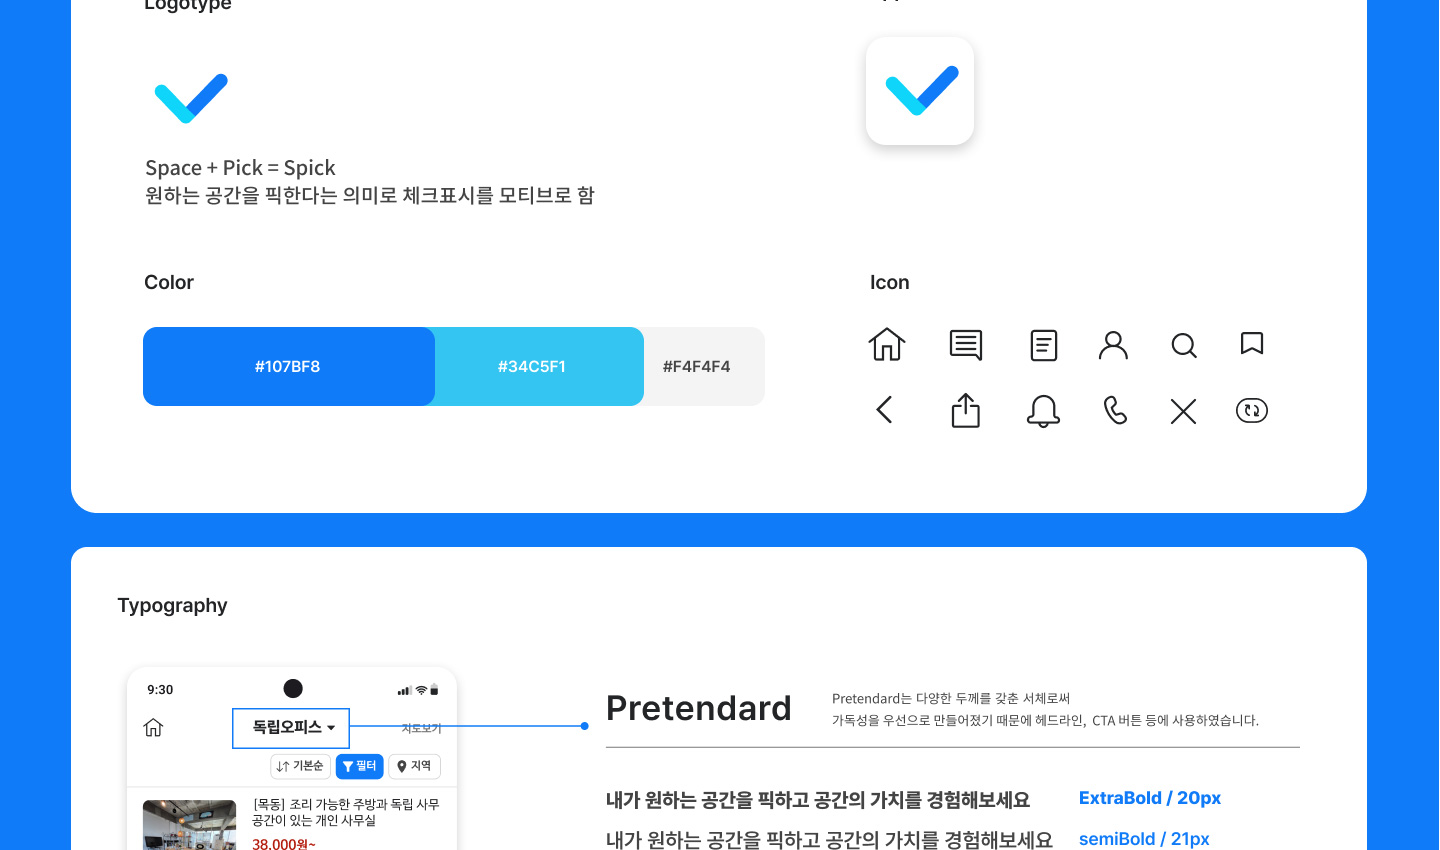 Logotype
Space + Pick = Spick
원하는 공간을 픽한다는 의미로 체크표시를 모티브로 함
Color
Icon
#107BF8
#34C5F1
#F4F4F4
Typography
9:30
독립오피스
지도보기
기본순
필터
지역
[목동] 조리 가능한 주방과 독립 사무
공간이 있는 개인 사무실
38,000원~
Pretendard
Pretendard는 다양한 두께를 갖춘 서체로써
가독성을 우선으로 만들어졌기 때문에 헤드라인, CTA 버튼 등에 사용하였습니다.
내가 원하는 공간을 픽하고 공간의 가치를 경험해보세요
ExtraBold / 20px
내가 원하는 공간을 픽하고 공간의 가치를 경험해보세요
semiBold / 21px